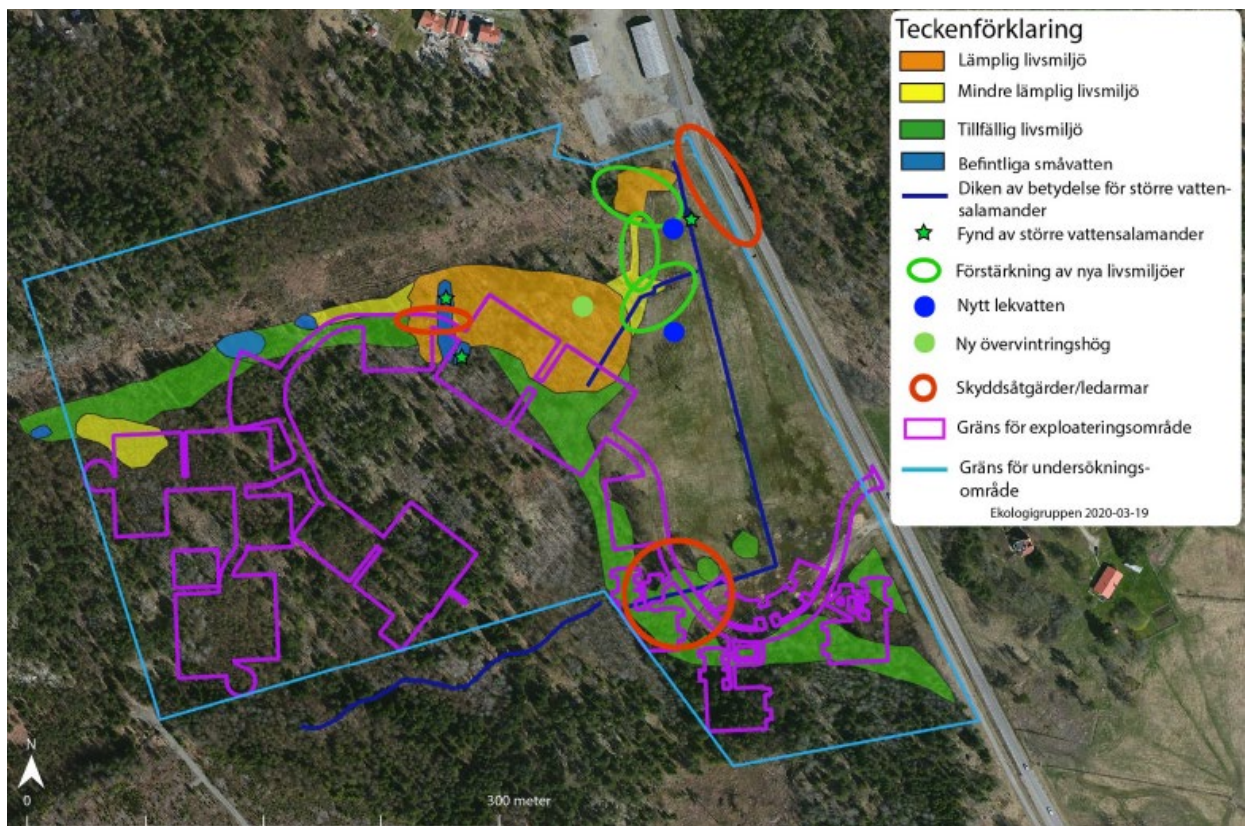 Teckenförklaring
Lämplig livsmiljö
Mindre lämplig livsmiljö
Tillfällig livsmiljö
Befintliga småvatten
Diken av betydelse för större vatten-
salamander
Fynd av större vattensalamander
Förstärkning av nya livsmiljöer
Nytt lekvatten
Ny övervintringshög
Skyddsåtgärder/ledarmar
Gräns för exploateringsområde
Gräns för undersöknings-
område
Ekologigruppen 2020-03-19
N
0
300 meter